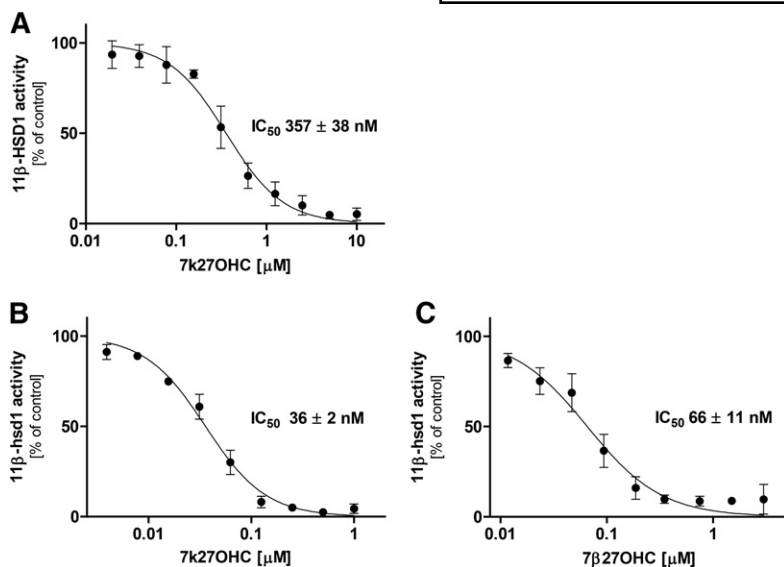 A
11β-HSD1 activity
[% of control]
100
50
0
IC50 357 ± 38 nM
0.01 0.1 1 10
7k27OHC [μM]
B
11β-hsd1 activity
[% of control]
100
50
0
IC50 36 ± 2 nM
0.01 0.1 1
7k27OHC [μM]
C
11β-hsd1 activity
[% of control]
100
50
0
IC50 66 ± 11 nM
0.01 0.1 1
7β27OHC [μM]